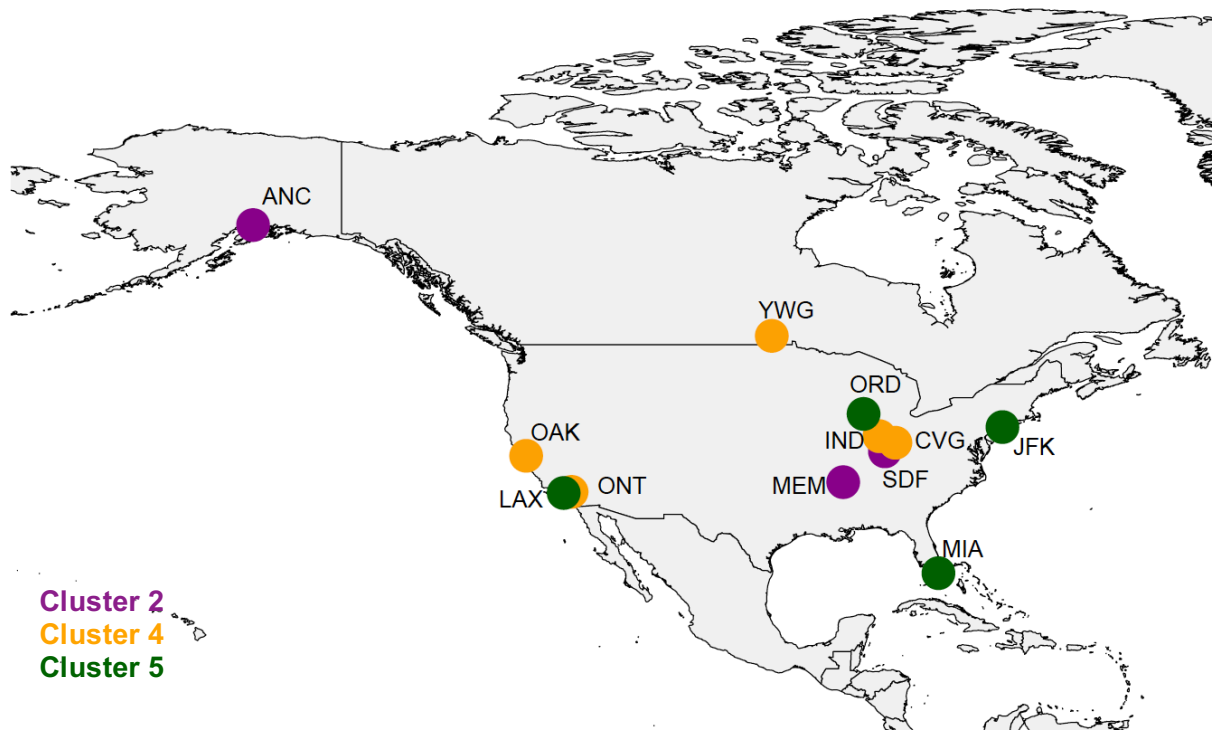 ANC
YWG
ORD
OAK
IND
CVG
JFK
LAX
ONT
MEM
SDF
MIA
Cluster 2
Cluster 4
Cluster 5